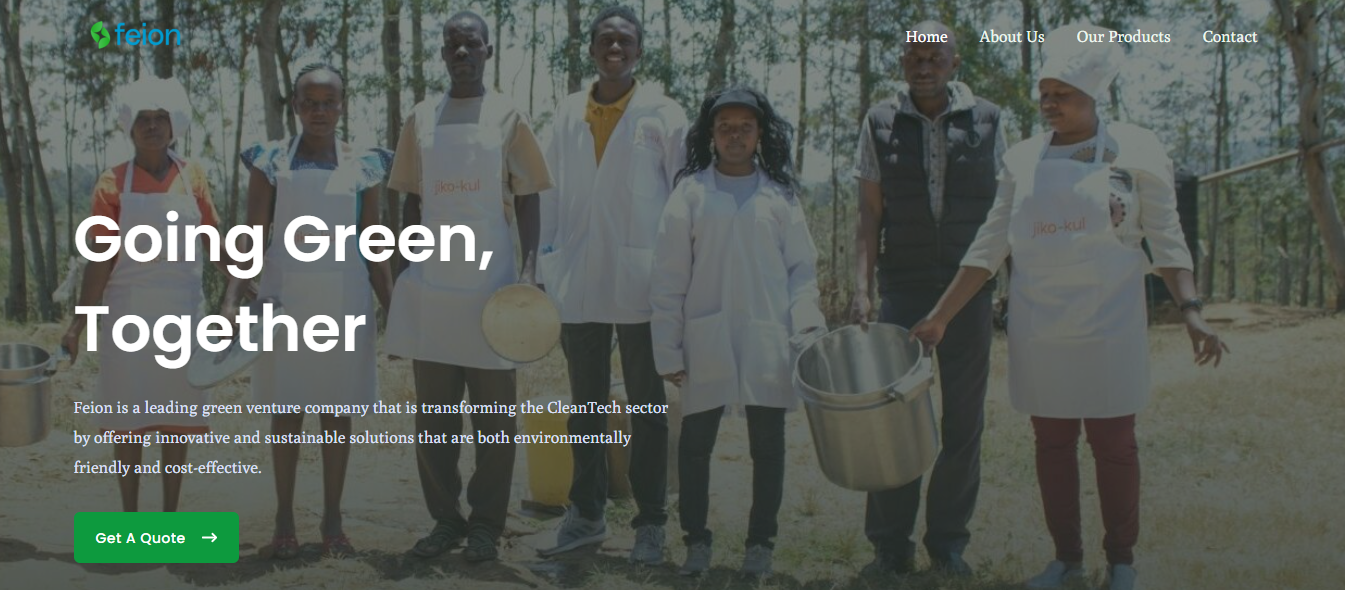 feion
Home About Us Our Products Contact
jiko-kul
jiko-kul
Going Green,
Together
Feion is a leading green venture company that is transforming the CleanTech sector
by offering innovative and sustainable solutions that are both environmentally
friendly and cost-effective.
Get A Quote